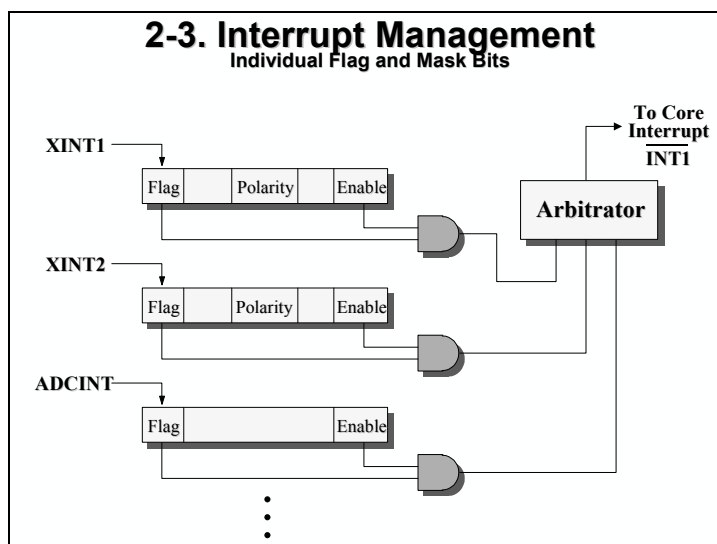 2-3. Interrupt Management
Individual Flag and Mask Bits
To Core
Interrupt
INT1
XINT1
Flag Polarity Enable
Arbitrator
XINT2
Flag Polarity Enable
ADCINT
Flag Enable